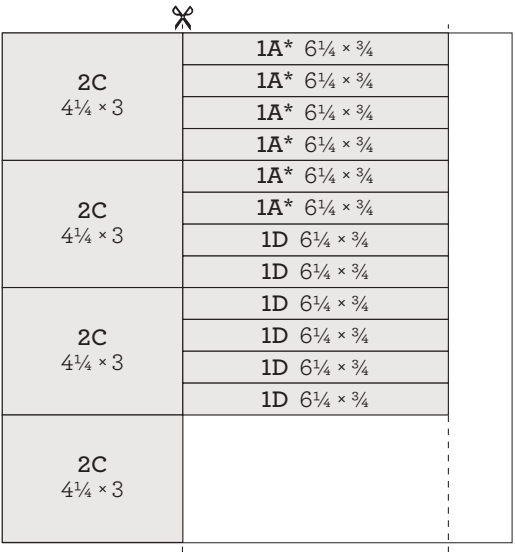 2C
4¼ × 3
2C
4¼ × 3
2C
4¼ × 3
2C
4¼ × 3
1A* 6¼ × ¾
1A* 6¼ × ¾
1A* 6¼ × ¾
1A* 6¼ × ¾
1A* 6¼ × ¾
1A* 6¼ × ¾
1D 6¼ × ¾
1D 6¼ × ¾
1D 6¼ × ¾
1D 6¼ × ¾
1D 6¼ × ¾
1D 6¼ × ¾